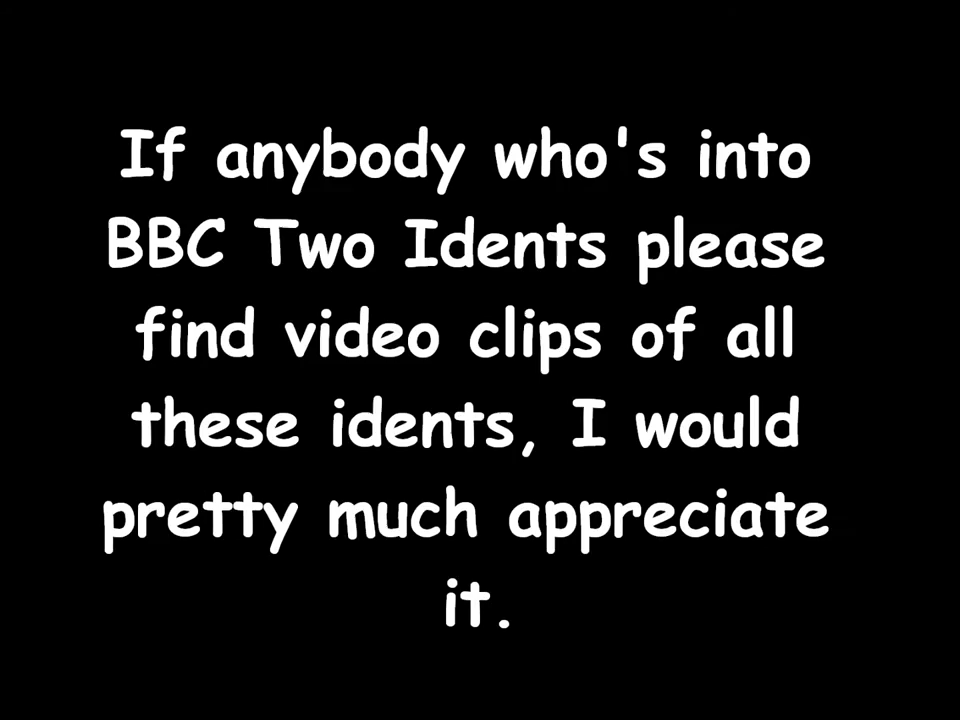 If anybody who's into
BBC Two Idents please
find video clips of all
these idents, I would
pretty much appreciate
it.